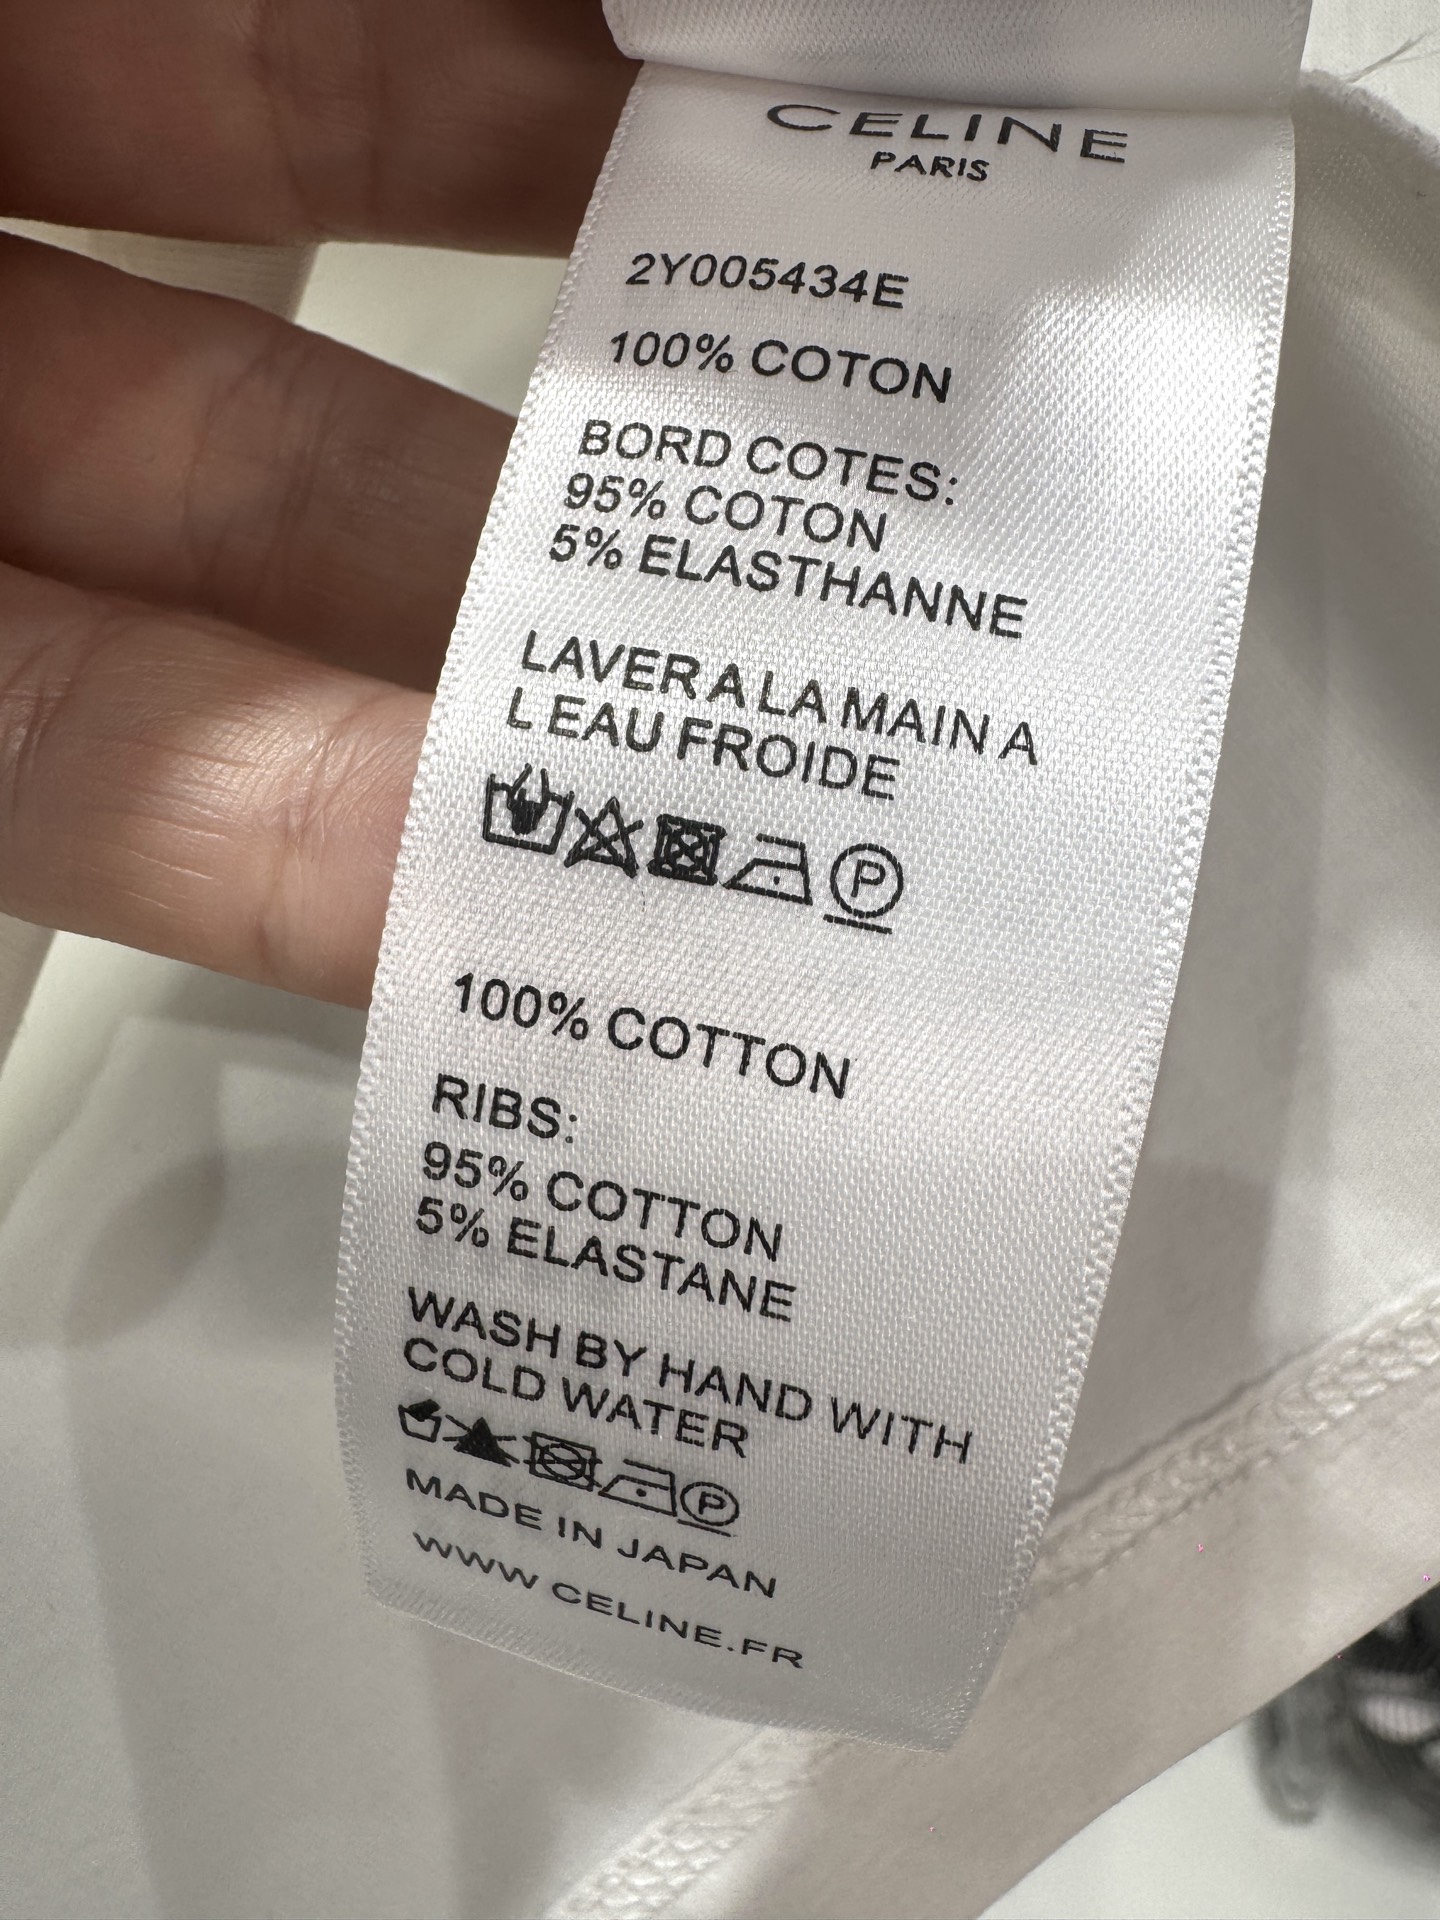 CELINE
PARIS
2Y005434E
100% COTON
BORD COTES:
95% COTON
5% ELASTHANNE
LAVER A LA MAIN A
L EAU FROIDE
P
100% COTTON
RIBS:
95% COTTON
5% ELASTANE
WASH BY HAND WITH
COLD WATER
P
MADE IN JAPAN
WWW CELINE.FR